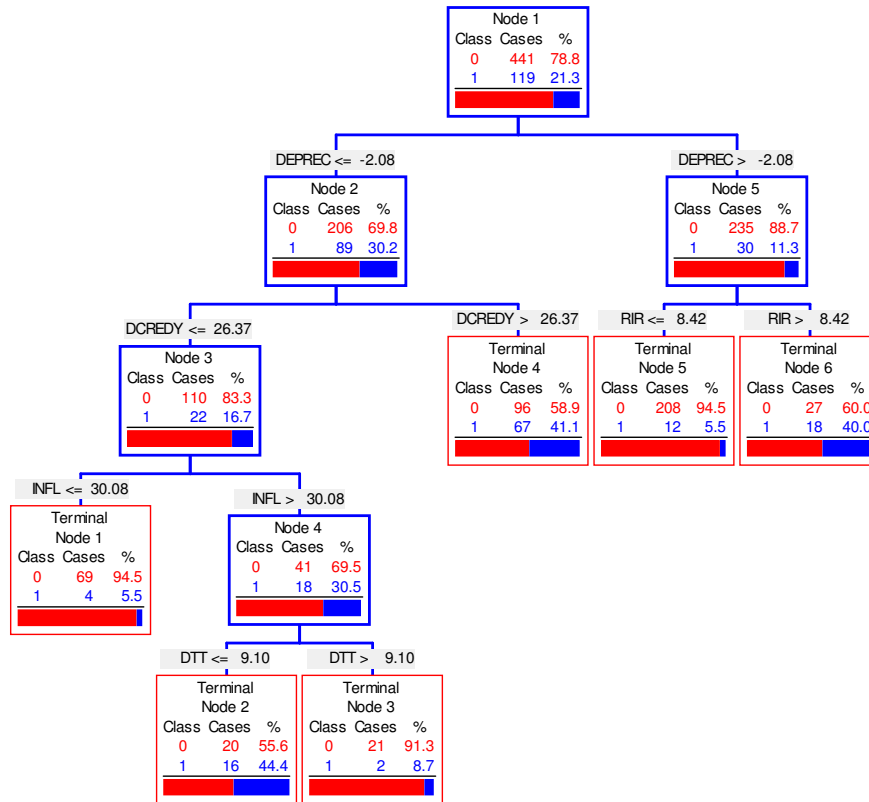 Node 1
Class Cases %
0 441 78.8
1 119 21.3
DEPREC <= -2.08
DEPREC > -2.08
Node 2
Class Cases %
0 206 69.8
1 89 30.2
Node 5
Class Cases %
0 235 88.7
1 30 11.3
DCREDY <= 26.37
DCREDY > 26.37
RIR <= 8.42
RIR > 8.42
Node 3
Class Cases %
0 110 83.3
1 22 16.7
Terminal
Node 4
Class Cases %
0 96 58.9
1 67 41.1
Terminal
Node 5
Class Cases %
0 208 94.5
1 12 5.5
Terminal
Node 6
Class Cases %
0 27 60.0
1 18 40.0
INFL <= 30.08
INFL > 30.08
Terminal
Node 1
Class Cases %
0 69 94.5
1 4 5.5
Node 4
Class Cases %
0 41 69.5
1 18 30.5
DTT <= 9.10
DTT > 9.10
Terminal
Node 2
Class Cases %
0 20 55.6
1 16 44.4
Terminal
Node 3
Class Cases %
0 21 91.3
1 2 8.7